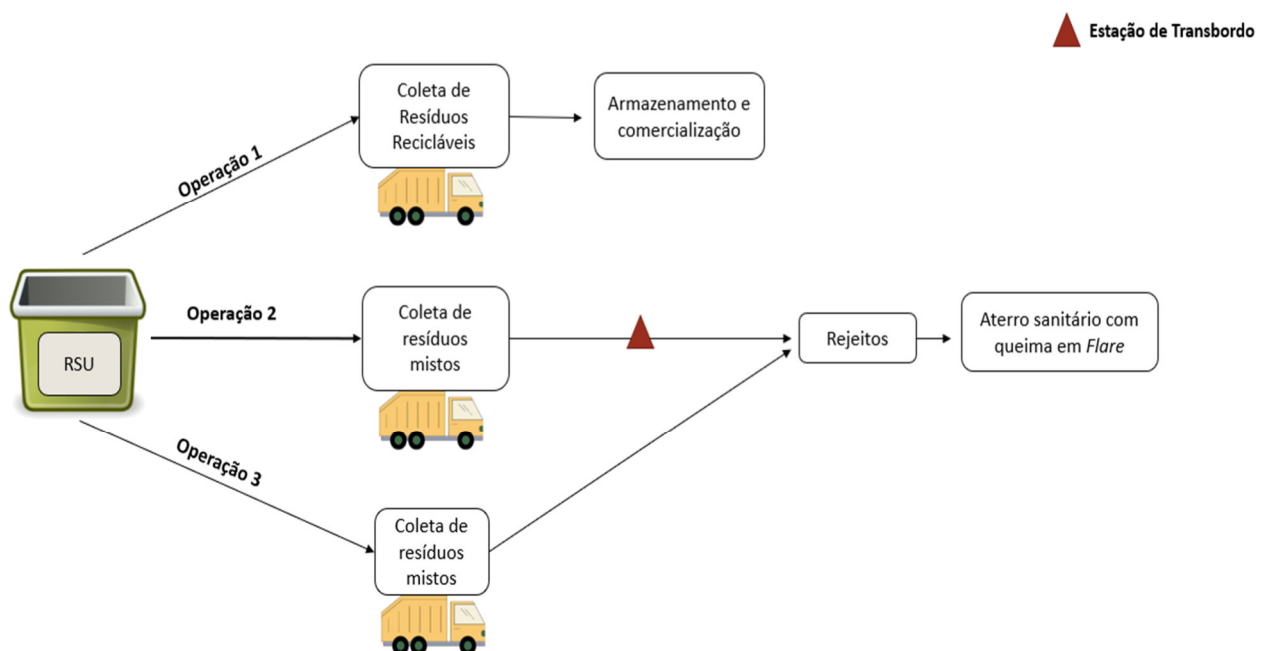 Estação de Transbordo
Coleta de
Resíduos
Recicláveis
Armazenamento e
comercialização
Operação 1
RSU
Operação 2
Coleta de
resíduos
mistos
Rejeitos
Aterro sanitário com
queima em Flare
Operação 3
Coleta de
resíduos
mistos